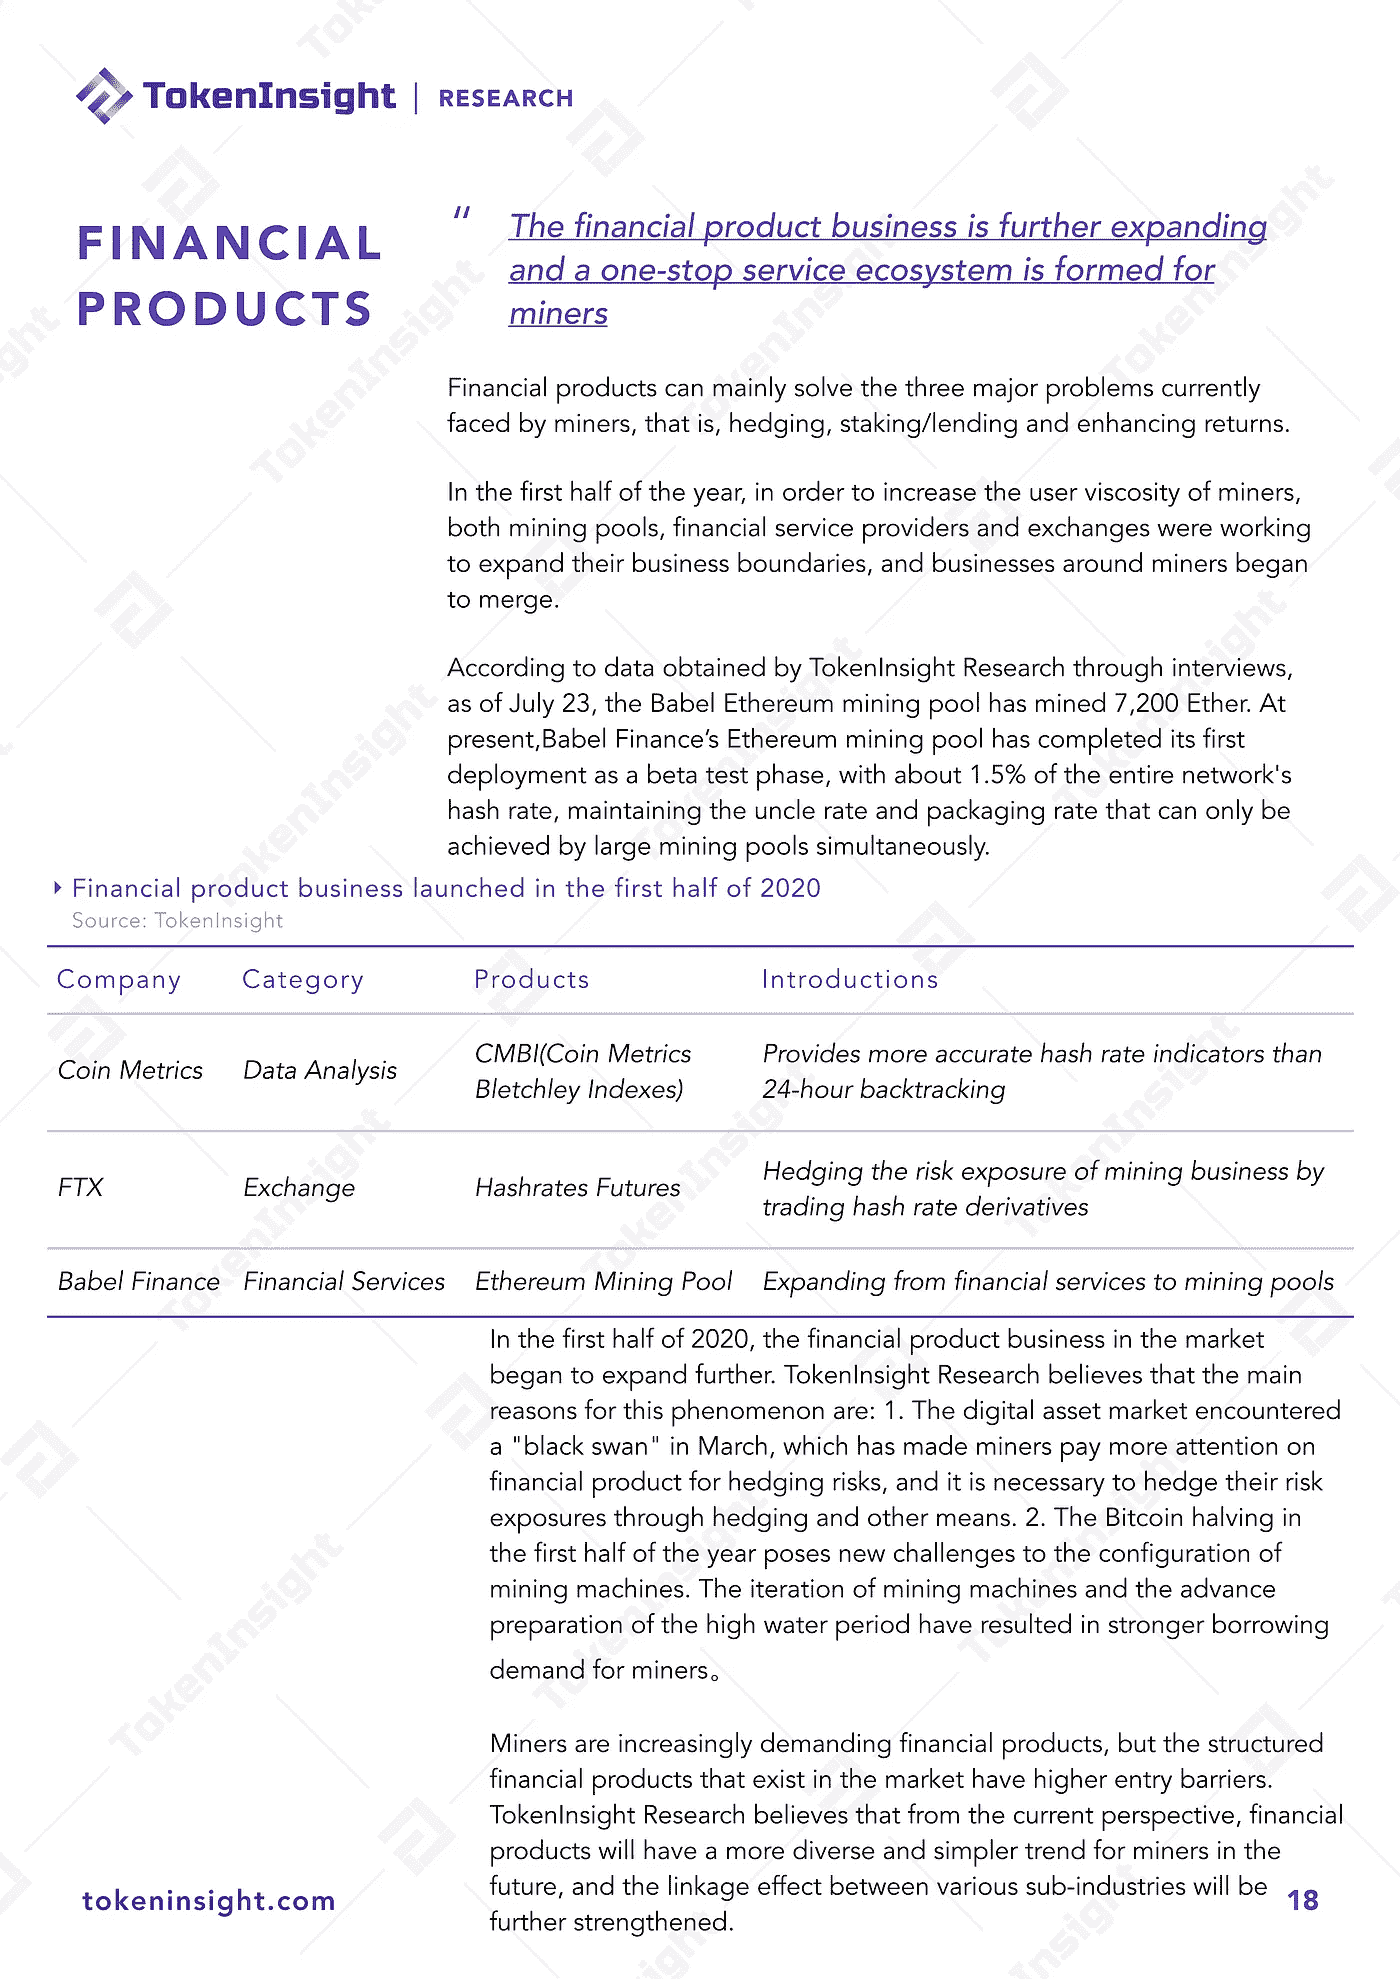 TokenInsight | RESEARCH
FINANCIAL
PRODUCTS
“ The financial product business is further expanding
and a one-stop service ecosystem is formed for
miners
Financial products can mainly solve the three major problems currently
faced by miners, that is, hedging, staking/lending and enhancing returns.
In the first half of the year, in order to increase the user viscosity of miners,
both mining pools, financial service providers and exchanges were working
to expand their business boundaries, and businesses around miners began
to merge.
According to data obtained by TokenInsight Research through interviews,
as of July 23, the Babel Ethereum mining pool has mined 7,200 Ether. At
present,Babel Finance’s Ethereum mining pool has completed its first
deployment as a beta test phase, with about 1.5% of the entire network's
hash rate, maintaining the uncle rate and packaging rate that can only be
achieved by large mining pools simultaneously.
Financial product business launched in the first half of 2020
Source: TokenInsight
Company Category Products Introductions
Coin Metrics Data Analysis CMBI(Coin Metrics Bletchley Indexes) Provides more accurate hash rate indicators than
24-hour backtracking
FTX Exchange Hashrates Futures Hedging the risk exposure of mining business by
trading hash rate derivatives
Babel Finance Financial Services Ethereum Mining Pool Expanding from financial services to mining pools
In the first half of 2020, the financial product business in the market
began to expand further. TokenInsight Research believes that the main
reasons for this phenomenon are: 1. The digital asset market encountered
a "black swan" in March, which has made miners pay more attention on
financial product for hedging risks, and it is necessary to hedge their risk
exposures through hedging and other means. 2. The Bitcoin halving in
the first half of the year poses new challenges to the configuration of
mining machines. The iteration of mining machines and the advance
preparation of the high water period have resulted in stronger borrowing
demand for miners。
Miners are increasingly demanding financial products, but the structured
financial products that exist in the market have higher entry barriers.
TokenInsight Research believes that from the current perspective, financial
products will have a more diverse and simpler trend for miners in the
future, and the linkage effect between various sub-industries will be
further strengthened.
tokeninsight.com
18